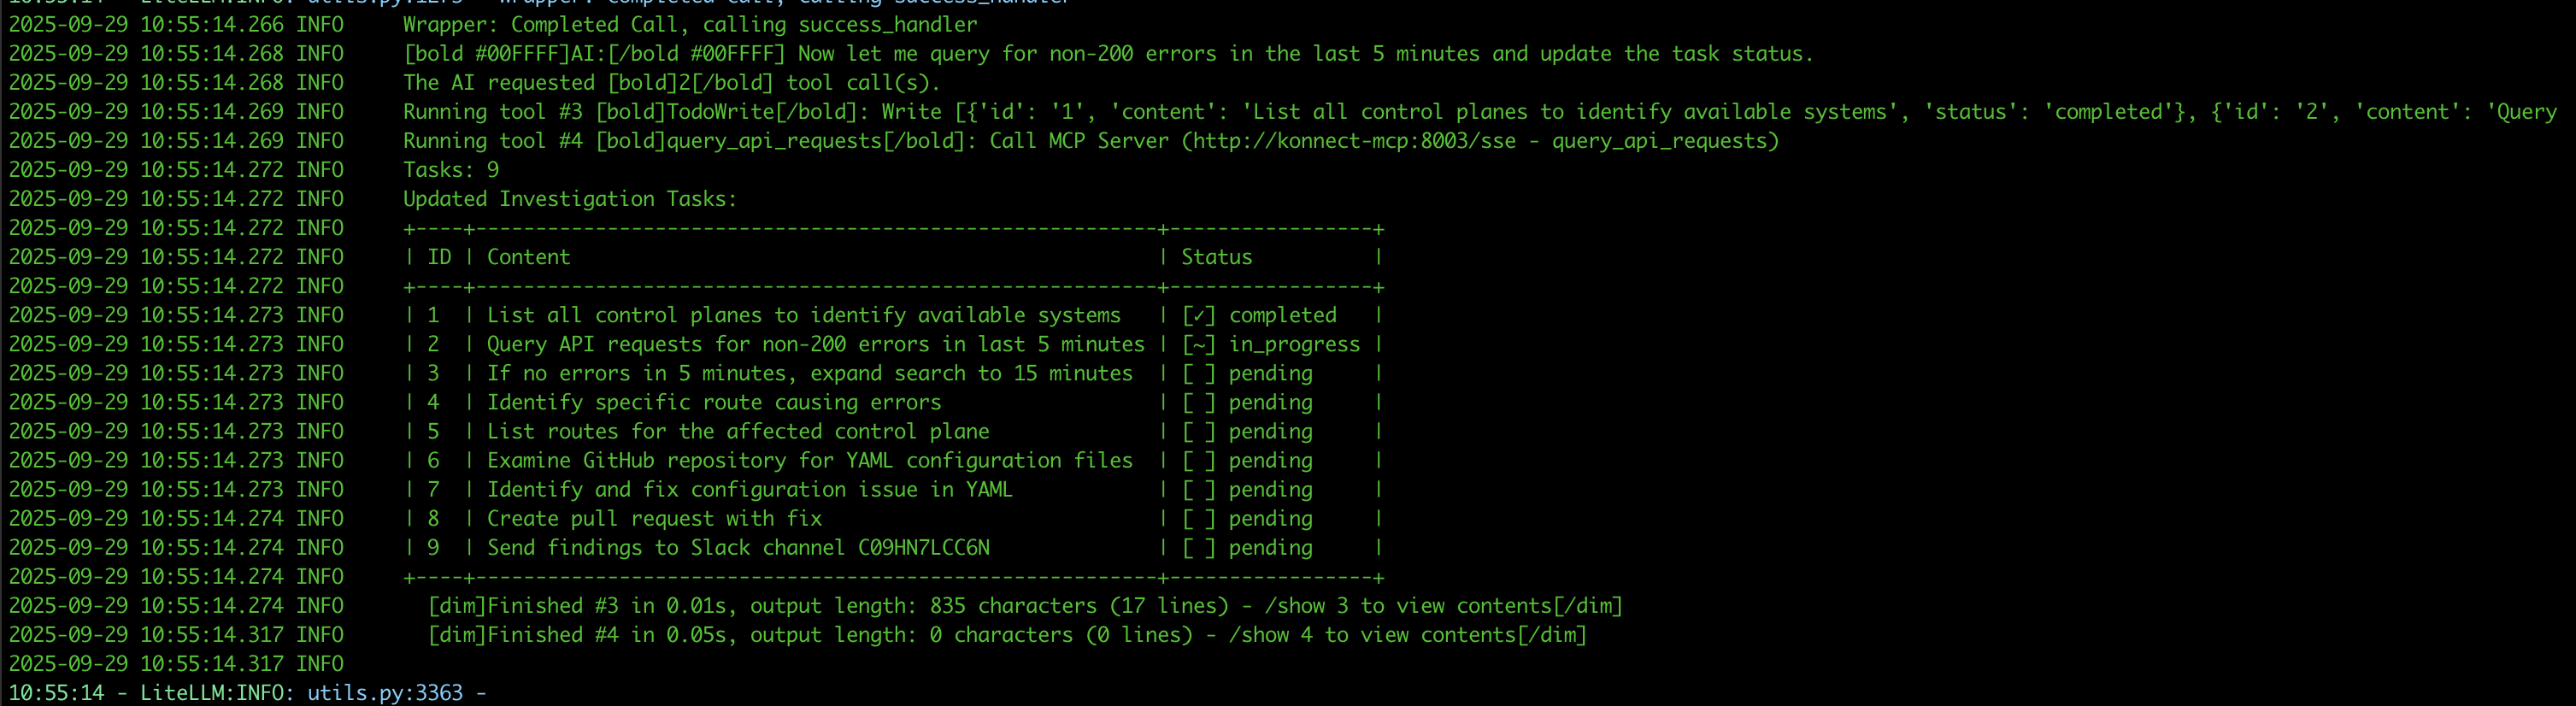 10:55:14 - LiteLLM:INFO: utils.py:1273 - Wrapper: Completed Call, calling success_handler
2025-09-29 10:55:14.266 INFO     Wrapper: Completed Call, calling success_handler
2025-09-29 10:55:14.268 INFO     [bold #00FFFF]AI:[/bold #00FFFF] Now let me query for non-200 errors in the last 5 minutes and update the task status.
2025-09-29 10:55:14.268 INFO     The AI requested [bold]2[/bold] tool call(s).
2025-09-29 10:55:14.269 INFO     Running tool #3 [bold]TodoWrite[/bold]: Write [{'id': '1', 'content': 'List all control planes to identify available systems', 'status': 'completed'}, {'id': '2', 'content': 'Query
2025-09-29 10:55:14.269 INFO     Running tool #4 [bold]query_api_requests[/bold]: Call MCP Server (http://konnect-mcp:8003/sse - query_api_requests)
2025-09-29 10:55:14.272 INFO     Tasks: 9
2025-09-29 10:55:14.272 INFO     Updated Investigation Tasks:
2025-09-29 10:55:14.272 INFO     +----+---------------------------------------------------------+-----------------+
2025-09-29 10:55:14.272 INFO     | ID | Content                                                 | Status          |
2025-09-29 10:55:14.272 INFO     +----+---------------------------------------------------------+-----------------+
2025-09-29 10:55:14.273 INFO     | 1  | List all control planes to identify available systems   | [✓] completed   |
2025-09-29 10:55:14.273 INFO     | 2  | Query API requests for non-200 errors in last 5 minutes | [~] in_progress |
2025-09-29 10:55:14.273 INFO     | 3  | If no errors in 5 minutes, expand search to 15 minutes  | [ ] pending     |
2025-09-29 10:55:14.273 INFO     | 4  | Identify specific route causing errors                  | [ ] pending     |
2025-09-29 10:55:14.273 INFO     | 5  | List routes for the affected control plane              | [ ] pending     |
2025-09-29 10:55:14.273 INFO     | 6  | Examine GitHub repository for YAML configuration files  | [ ] pending     |
2025-09-29 10:55:14.273 INFO     | 7  | Identify and fix configuration issue in YAML            | [ ] pending     |
2025-09-29 10:55:14.274 INFO     | 8  | Create pull request with fix                            | [ ] pending     |
2025-09-29 10:55:14.274 INFO     | 9  | Send findings to Slack channel C09HN7LCC6N              | [ ] pending     |
2025-09-29 10:55:14.274 INFO     +----+---------------------------------------------------------+-----------------+
2025-09-29 10:55:14.274 INFO       [dim]Finished #3 in 0.01s, output length: 835 characters (17 lines) - /show 3 to view contents[/dim]
2025-09-29 10:55:14.317 INFO       [dim]Finished #4 in 0.05s, output length: 0 characters (0 lines) - /show 4 to view contents[/dim]
2025-09-29 10:55:14.317 INFO
10:55:14 - LiteLLM:INFO: utils.py:3363 -